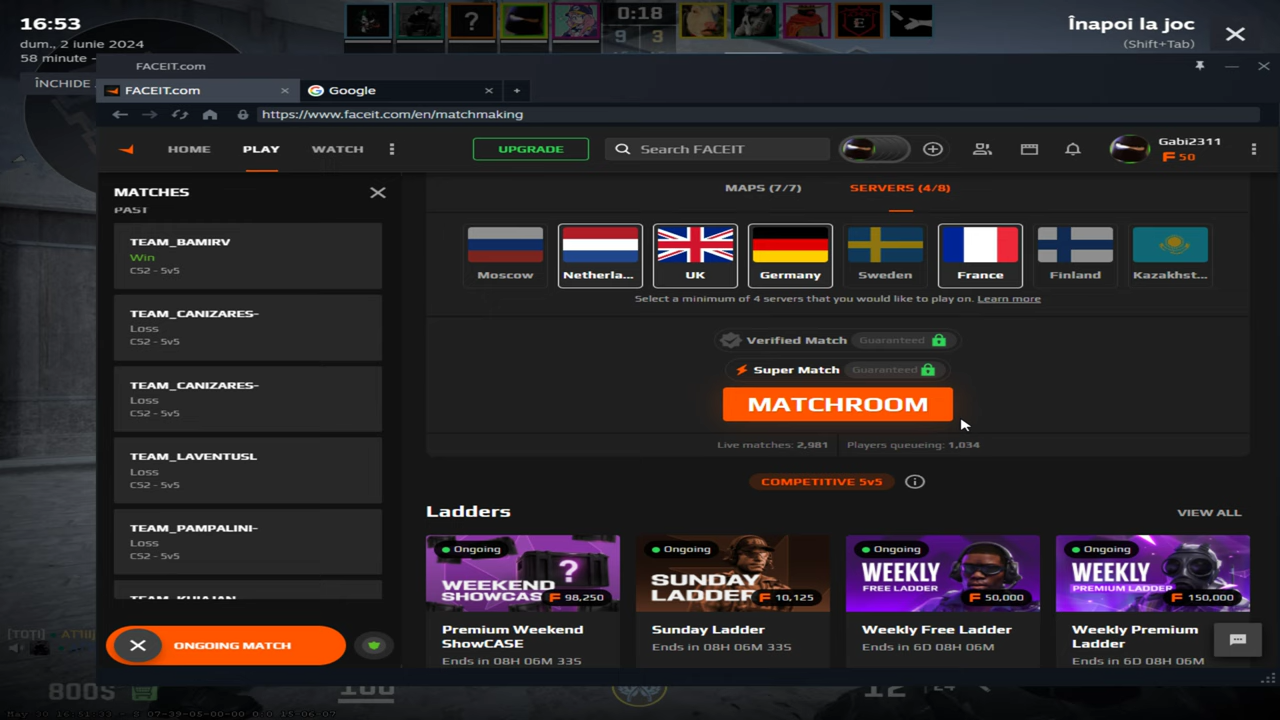 16:53
dum., 2 iunie 2024
58 minute -
ÎNCHIDE
0:18
9 3
Înapoi la joc
(Shift+Tab)
FACEIT.com
FACEIT.com
Google
https://www.faceit.com/en/matchmaking
HOME
PLAY
WATCH
UPGRADE
Search FACEIT
Gabi2311
50
MATCHES
PAST
TEAM_BAMIRV
Win
CS2 - 5v5
TEAM_CANIZARES-
Loss
CS2 - 5v5
TEAM_CANIZARES-
Loss
CS2 - 5v5
TEAM_LAVENTUSL
Loss
CS2 - 5v5
TEAM_PAMPALINI-
Loss
CS2 - 5v5
ONGOING MATCH
MAPS (7/7)
SERVERS (4/8)
Moscow
Netherla...
UK
Germany
Sweden
France
Finland
Kazakhst...
Select a minimum of 4 servers that you would like to play on. Learn more
Verified Match Guaranteed
Super Match Guaranteed
MATCHROOM
Live matches: 2,981
Players queueing: 1,034
COMPETITIVE 5v5
Ladders
VIEW ALL
Ongoing
WEEKEND
SHOWCAS
98,250
Premium Weekend
ShowCASE
Ends in 08H 06M 33S
Ongoing
SUNDAY
LADDER
10,125
Sunday Ladder
Ends in 08H 06M 33S
Ongoing
WEEKLY
FREE LADDER
50,000
Weekly Free Ladder
Ends in 6D 08H 06M
Ongoing
WEEKLY
PREMIUM LADDER
150,000
Weekly Premium
Ladder
Ends in 6D 08H 06M
800$